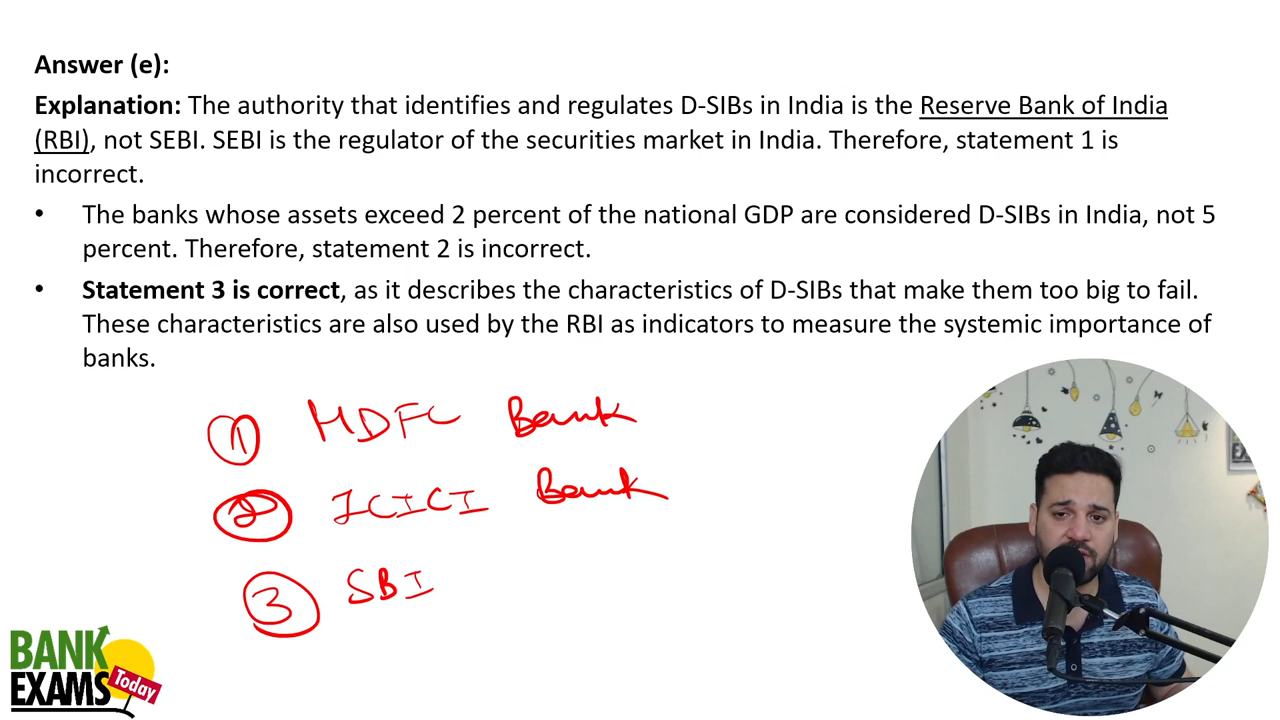 Answer (e):
Explanation: The authority that identifies and regulates D-SIBs in India is the Reserve Bank of India
(RBI), not SEBI. SEBI is the regulator of the securities market in India. Therefore, statement 1 is
incorrect.
• The banks whose assets exceed 2 percent of the national GDP are considered D-SIBs in India, not 5
percent. Therefore, statement 2 is incorrect.
• Statement 3 is correct, as it describes the characteristics of D-SIBs that make them too big to fail.
These characteristics are also used by the RBI as indicators to measure the systemic importance of
banks.
1 HDFC Bank
2 ICICI Bank
3 SBI
BANK
EXAMS Today